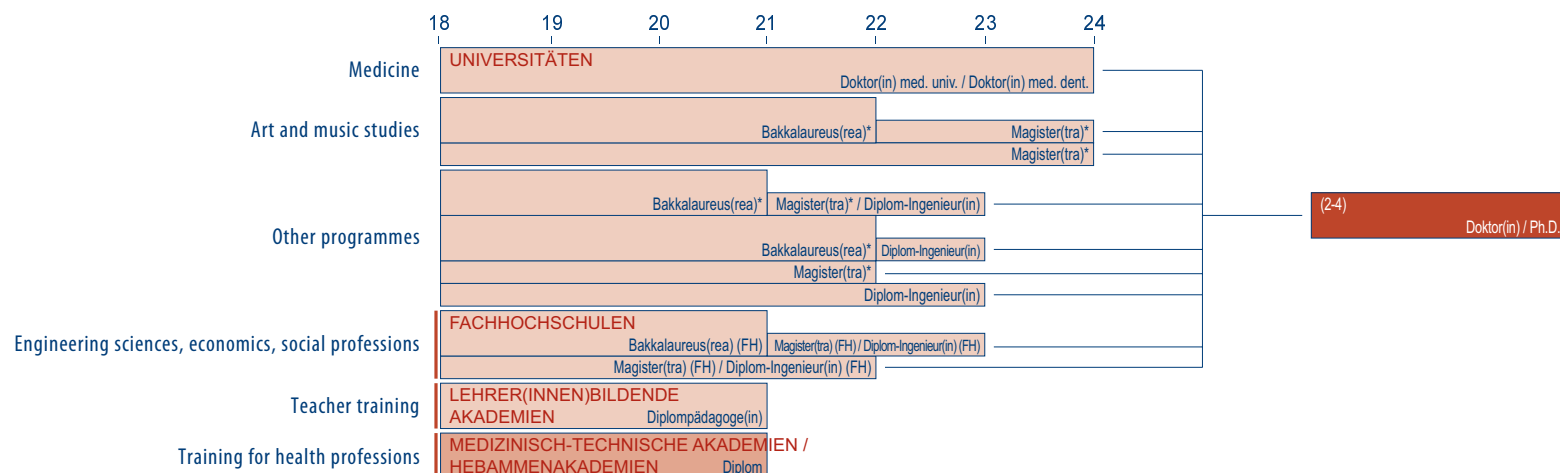 18 19 20 21 22 23 24
Medicine
UNIVERSITÄTEN
Doktor(in) med. univ. / Doktor(in) med. dent.
Art and music studies
Bakkalaureus(rea)* Magister(tra)*
Magister(tra)*
Other programmes
Bakkalaureus(rea)* Magister(tra)* / Diplom-Ingenieur(in)
Bakkalaureus(rea)* Diplom-Ingenieur(in)
Magister(tra)*
Diplom-Ingenieur(in)
(2-4)
Doktor(in) / Ph.D.
Engineering sciences, economics, social professions
FACHHOCHSCHULEN
Bakkalaureus(rea) (FH) Magister(tra) (FH) / Diplom-Ingenieur(in) (FH)
Magister(tra) (FH) / Diplom-Ingenieur(in) (FH)
Teacher training
LEHRER(INNEN)BILDENDE
AKADEMIEN Diplompädagoge(in)
Training for health professions
MEDIZINISCH-TECHNISCHE AKADEMIEN /
HEBAMMENAKADEMIEN Diplom